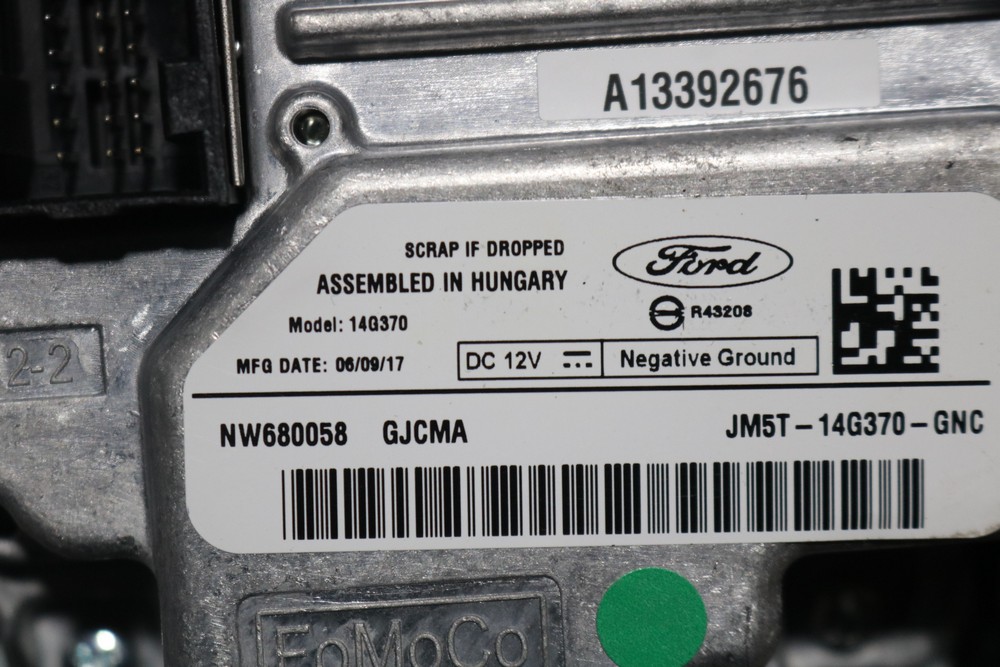 A13392676
SCRAP IF DROPPED
ASSEMBLED IN HUNGARY
Ford
R43208
Model: 14G370
MFG DATE: 06/09/17
DC 12V
Negative Ground
NW680058 GJCMA
JM5T-14G370-GNC
2-2
FoMoCo